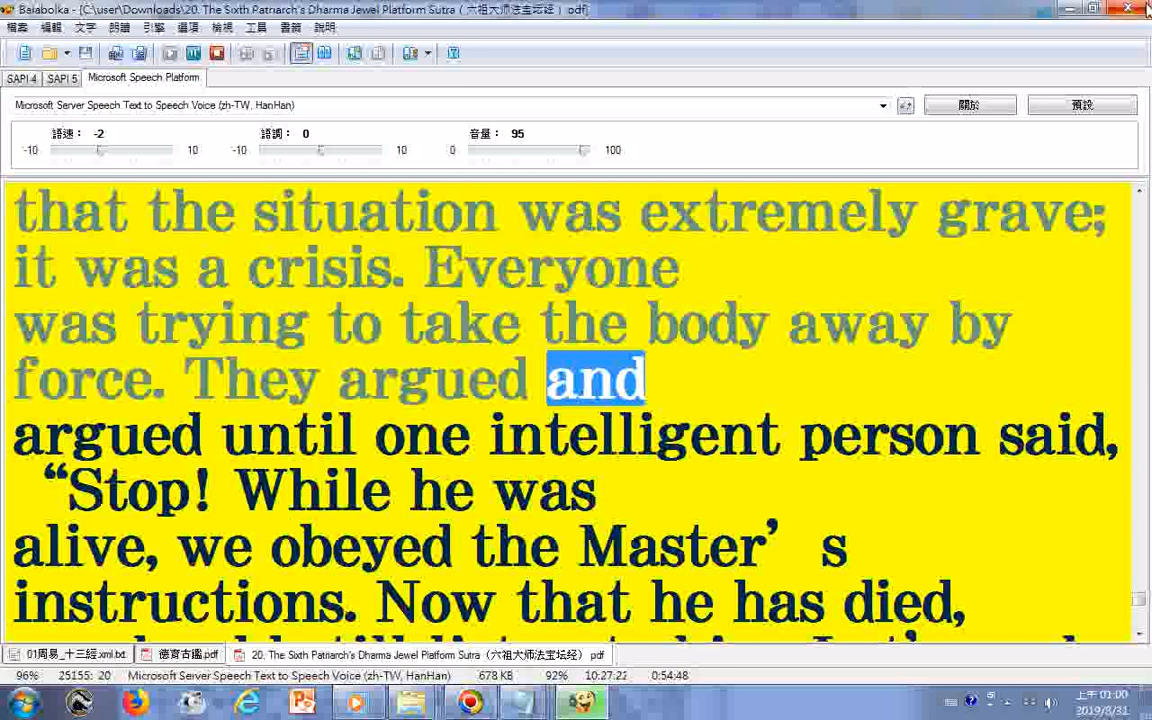 Balabolka - [C:\user\Downloads\20. The Sixth Patriarch's Dharma Jewel Platform Sutra（六祖大师法宝坛经）.pdf]
檔案 編輯 文字 朗讀 引擎 選項 檢視 工具 書籤 說明
SAPI 4 SAPI 5 Microsoft Speech Platform
Microsoft Server Speech Text to Speech Voice (zh-TW, HanHan) 關於 預設
語速： -2 語調： 0 音量： 95
-10 10 -10 10 0 100
that the situation was extremely grave;
it was a crisis. Everyone
was trying to take the body away by
force. They argued and
argued until one intelligent person said,
“Stop! While he was
alive, we obeyed the Master’s
instructions. Now that he has died,
01周易_十三經.xml.txt 德育古鑑.pdf 20. The Sixth Patriarch's Dharma Jewel Platform Sutra（六祖大师法宝坛经） pdf
96% 25155: 20 Microsoft Server Speech Text to Speech Voice (zh-TW, HanHan) 678 KB 92% 10:27:22 0:54:48
上午 01:00
2019/8/31